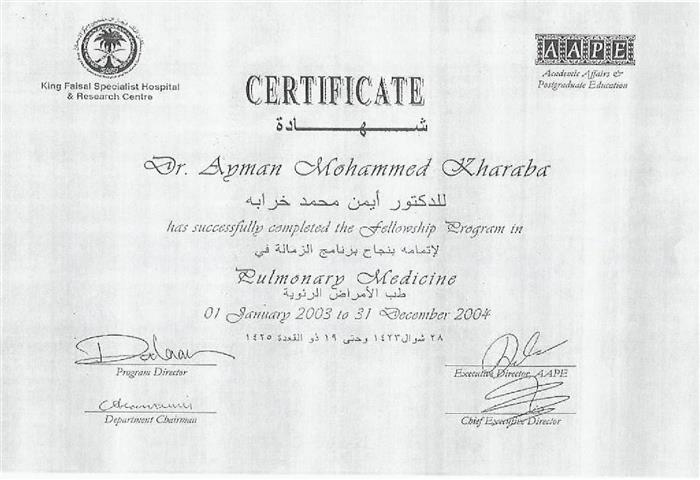 King Faisal Specialist Hospital
& Research Centre
AAPE
Academic Affairs &
Postgraduate Education
CERTIFICATE
شهادة
Dr. Ayman Mohammed Kharaba
للدكتور أيمن محمد خرابه
has successfully completed the Fellowship Program in
لإتمامه بنجاح برنامج الزمالة في
Pulmonary Medicine
طب الأمراض الرئوية
01 January 2003 to 31 December 2004
٢٨ شوال ١٤٢٣ وحتى ١٩ ذو القعدة ١٤٢٥
Program Director
Executive Director, AAPE
Department Chairman
Chief Executive Director